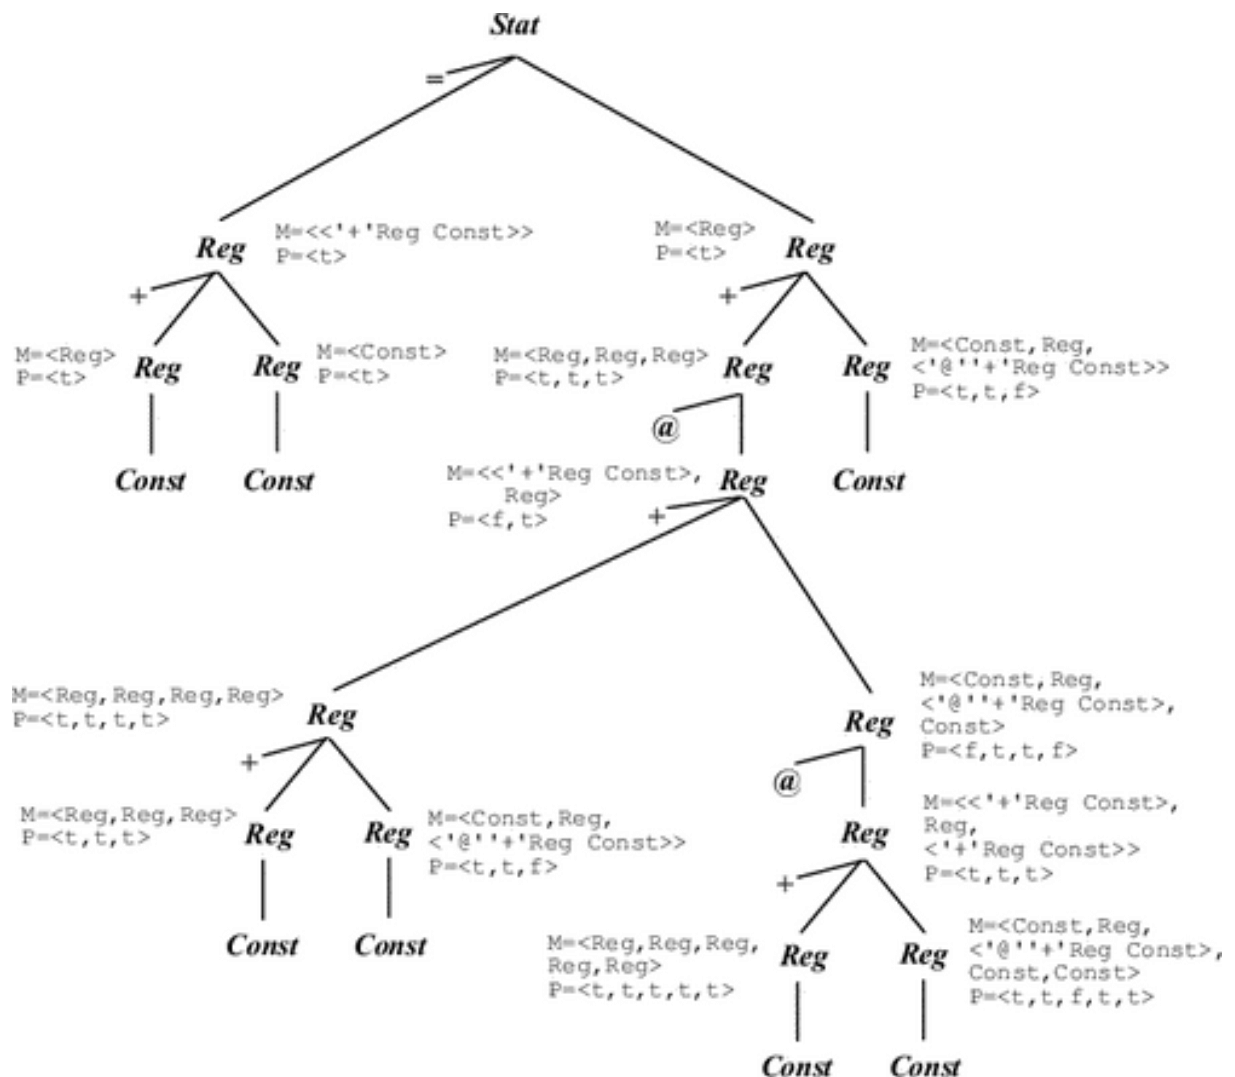 Stat
=
Reg
M=<<'+'Reg Const>>
P=<t>
M=<Reg>
P=<t>
Reg
+
+
M=<Reg>
P=<t>
Reg
Reg
M=<Const>
P=<t>
M=<Reg,Reg,Reg>
P=<t,t,t>
Reg
Reg
M=<Const,Reg,
<'@''+'Reg Const>>
P=<t,t,f>
@
Const
Const
M=<<'+'Reg Const>,
Reg>
P=<f,t>
Reg
Const
+
M=<Reg,Reg,Reg,Reg>
P=<t,t,t,t>
Reg
Reg
M=<Const,Reg,
<'@''+'Reg Const>,
Const>
P=<f,t,t,f>
+
@
M=<Reg,Reg,Reg>
P=<t,t,t>
Reg
Reg
M=<Const,Reg,
<'@''+'Reg Const>>
P=<t,t,f>
Reg
M=<<'+'Reg Const>,
Reg,
<'+'Reg Const>>
P=<t,t,t>
+
Const
Const
M=<Reg,Reg,Reg,
Reg,Reg>
P=<t,t,t,t,t>
Reg
Reg
M=<Const,Reg,
<'@''+'Reg Const>,
Const,Const>
P=<t,t,f,t,t>
Const
Const